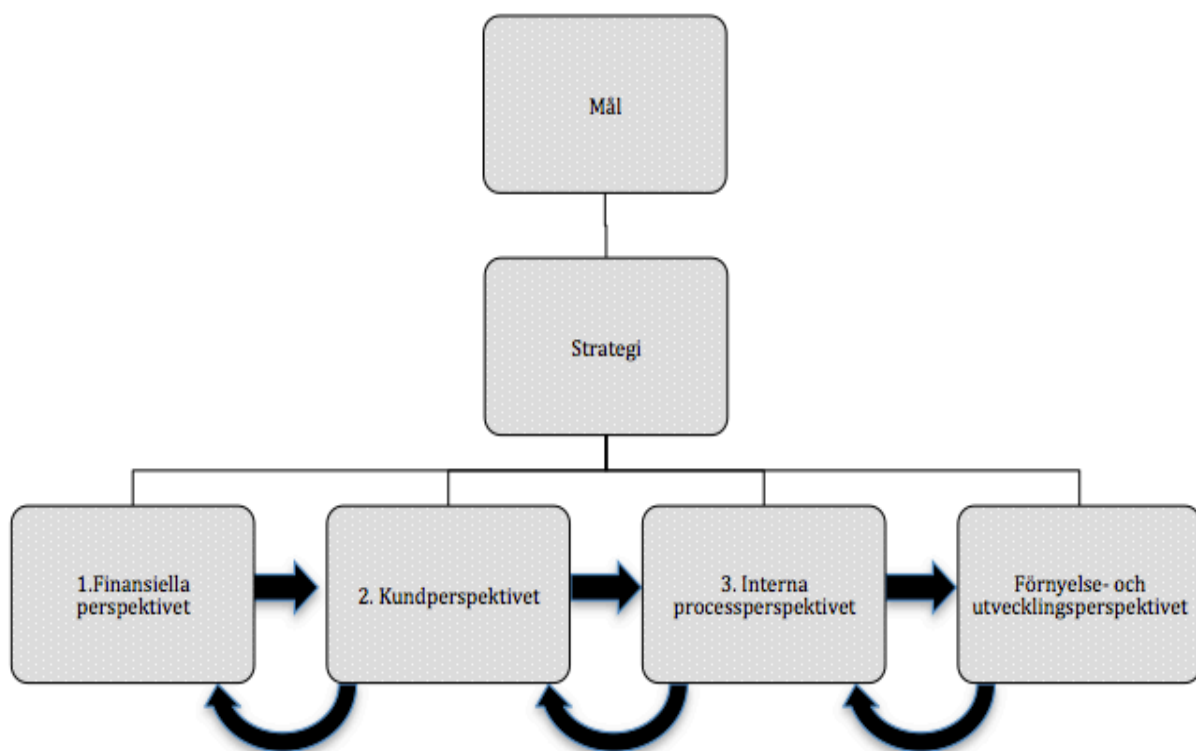 Mål
Strategi
1.Finansiella
perspektivet
2. Kundperspektivet
3. Interna
processperspektivet
Förnyelse- och
utvecklingsperspektivet